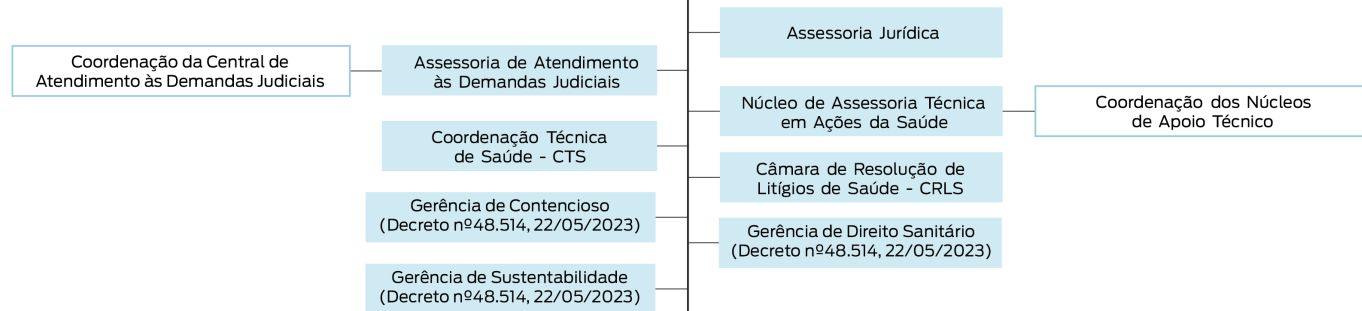 Assessoria Jurídica
Coordenação da Central de
Atendimento às Demandas Judiciais
Assessoria de Atendimento
às Demandas Judiciais
Núcleo de Assessoria Técnica
em Ações da Saúde
Coordenação dos Núcleos
de Apoio Técnico
Coordenação Técnica
de Saúde - CTS
Câmara de Resolução de
Litígios de Saúde - CRLS
Gerência de Contencioso
(Decreto nº48.514, 22/05/2023)
Gerência de Direito Sanitário
(Decreto nº48.514, 22/05/2023)
Gerência de Sustentabilidade
(Decreto nº48.514, 22/05/2023)